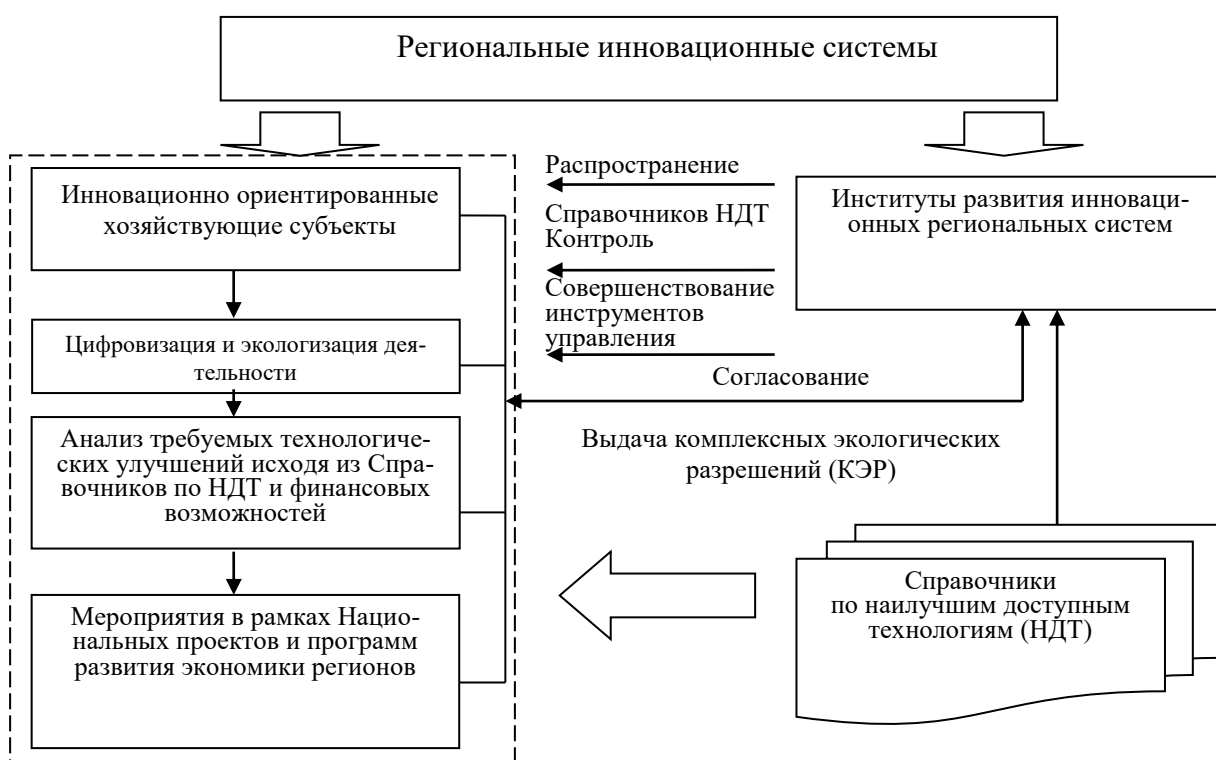 Региональные инновационные системы
Инновационно ориентированные
хозяйствующие субъекты
Цифровизация и экологизация дея-
тельности
Анализ требуемых технологиче-
ских улучшений исходя из Спра-
вочников по НДТ и финансовых
возможностей
Мероприятия в рамках Нацио-
нальных проектов и программ
развития экономики регионов
Распространение
Справочников НДТ
Контроль
Совершенствование
инструментов
управления
Согласование
Выдача комплексных экологических
разрешений (КЭР)
Институты развития инноваци-
онных региональных систем
Справочники
по наилучшим доступным
технологиям (НДТ)